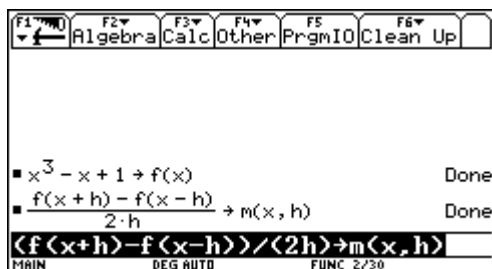 F1 F2 Algebra F3 Calc F4 Other F5 PrgmIO F6 Clean Up
x³ - x + 1 → f(x) Done
f(x + h) - f(x - h)
2·h
→ m(x, h) Done
(f(x+h)-f(x-h))/(2h)→m(x,h)
MAIN DEG AUTO FUNC 2/30